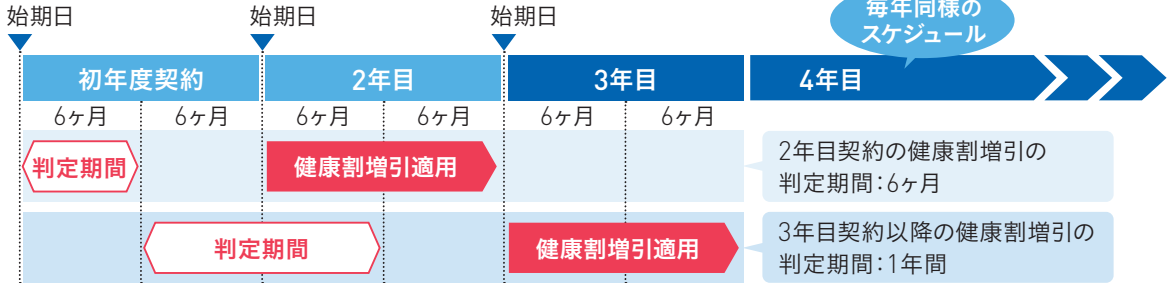 始期日 始期日 始期日
毎年同様の
スケジュール
初年度契約 2年目 3年目 4年目
6ヶ月 6ヶ月 6ヶ月 6ヶ月 6ヶ月 6ヶ月
判定期間 健康割増引適用
2年目契約の健康割増引の
判定期間：6ヶ月
判定期間 健康割増引適用
3年目契約以降の健康割増引の
判定期間：1年間